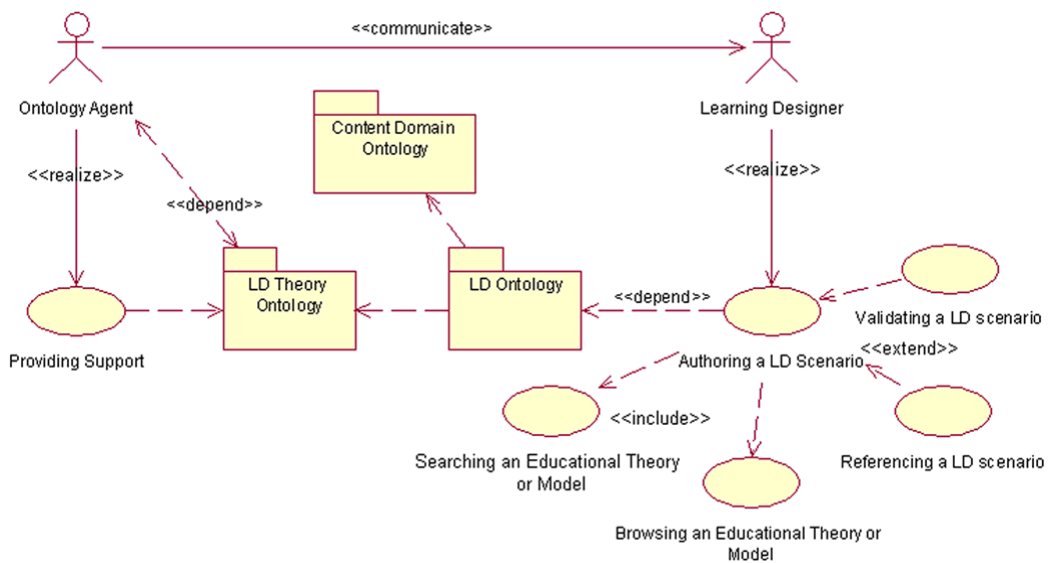 <<communicate>>
Ontology Agent
Learning Designer
Content Domain
Ontology
<<realize>>
<<realize>>
<<depend>>
LD Theory
Ontology
LD Ontology
<<depend>>
Validating a LD scenario
Providing Support
Authoring a LD Scenario
<<extend>>
<<include>>
Searching an Educational Theory
or Model
Referencing a LD scenario
Browsing an Educational Theory or
Model